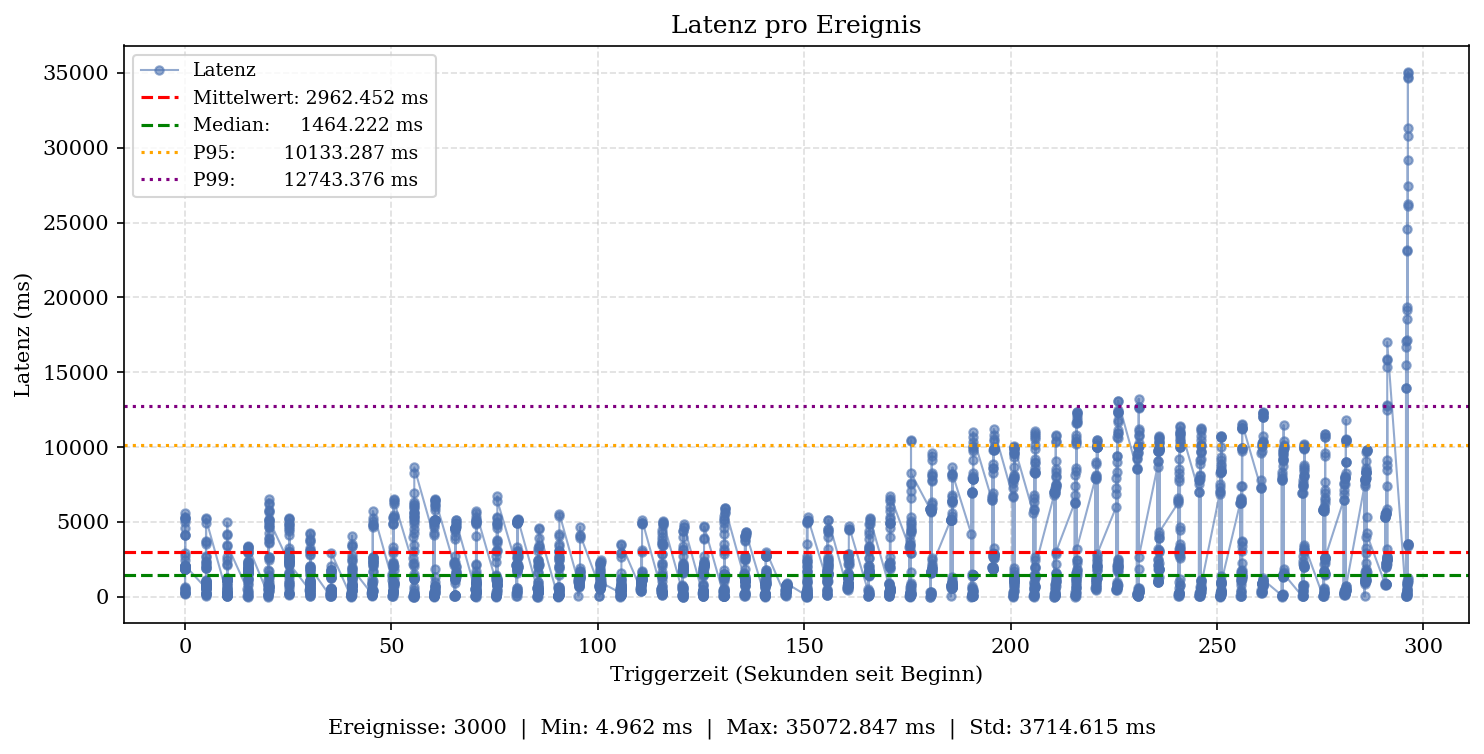 Latenz pro Ereignis
Latenz (ms)
35000
30000
25000
20000
15000
10000
5000
0
Latenz
Mittelwert: 2962.452 ms
Median: 1464.222 ms
P95: 10133.287 ms
P99: 12743.376 ms
0 50 100 150 200 250 300
Triggerzeit (Sekunden seit Beginn)
Ereignisse: 3000 | Min: 4.962 ms | Max: 35072.847 ms | Std: 3714.615 ms